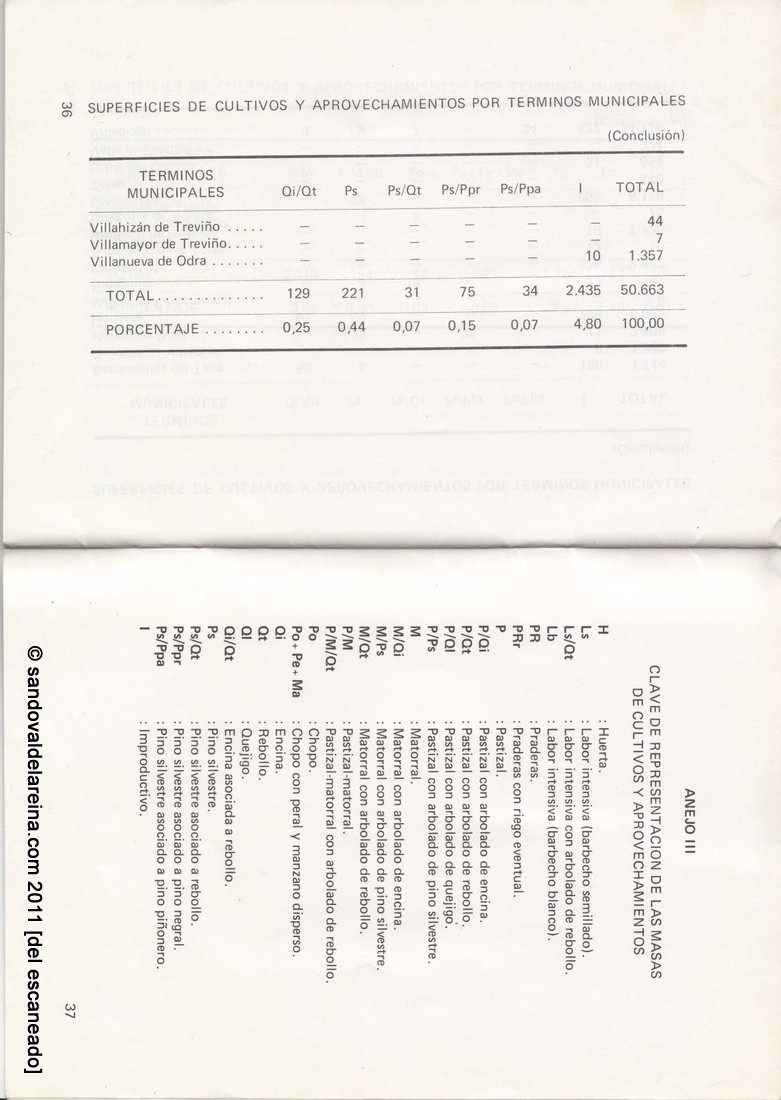 36
SUPERFICIES DE CULTIVOS Y APROVECHAMIENTOS POR TERMINOS MUNICIPALES
(Conclusión)
TERMINOS MUNICIPALES Qi/Qt Ps Ps/Qt Ps/Ppr Ps/Ppa I TOTAL
Villahizán de Treviño ..... — — — — — — 44
Villamayor de Treviño..... — — — — — — 7
Villanueva de Odra ....... — — — — — 10 1.357
TOTAL.............. 129 221 31 75 34 2.435 50.663
PORCENTAJE ........ 0,25 0,44 0,07 0,15 0,07 4,80 100,00
ANEJO III
CLAVE DE REPRESENTACION DE LAS MASAS
DE CULTIVOS Y APROVECHAMIENTOS
H : Huerta.
Ls : Labor intensiva (barbecho semillado).
Ls/Qt : Labor intensiva con arbolado de rebollo.
Lb : Labor intensiva (barbecho blanco).
PR : Praderas.
PRr : Praderas con riego eventual.
P : Pastizal.
P/Qi : Pastizal con arbolado de encina.
P/Qt : Pastizal con arbolado de rebollo.
P/Ql : Pastizal con arbolado de quejigo.
P/Ps : Pastizal con arbolado de pino silvestre.
M : Matorral.
M/Qi : Matorral con arbolado de encina.
M/Ps : Matorral con arbolado de pino silvestre.
M/Qt : Matorral con arbolado de rebollo.
P/M : Pastizal-matorral.
P/M/Qt : Pastizal-matorral con arbolado de rebollo.
Po : Chopo.
Po+Pe+Ma : Chopo con peral y manzano disperso.
Qi : Encina.
Qt : Rebollo.
Ql : Quejigo.
Qi/Qt : Encina asociada a rebollo.
Ps : Pino silvestre.
Ps/Qt : Pino silvestre asociado a rebollo.
Ps/Ppr : Pino silvestre asociado a pino negral.
Ps/Ppa : Pino silvestre asociado a pino piñonero.
I : Improductivo.
37
© sandovaldelareina.com 2011 [del escaneado]